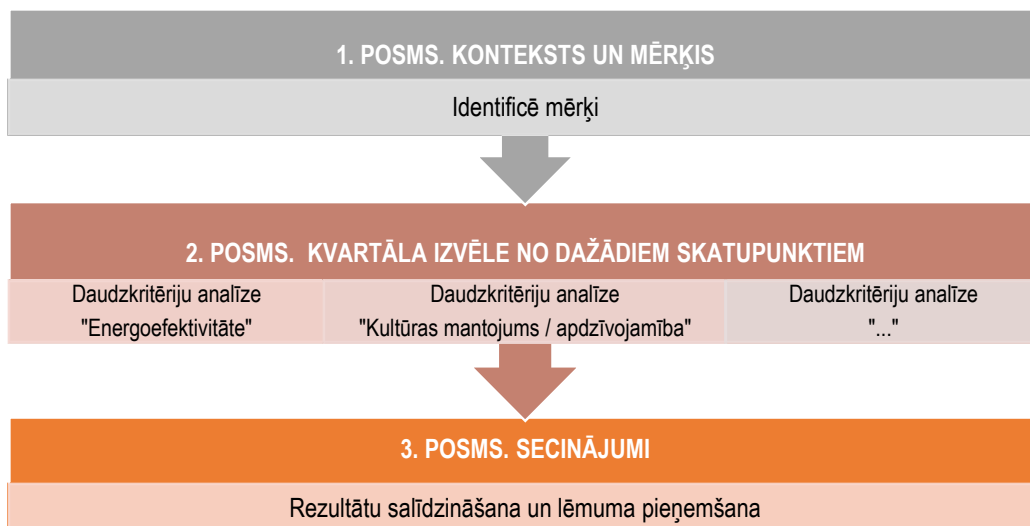 1. POSMS. KONTEKSTS UN MĒRĶIS
Identificē mērķi
2. POSMS. KVARTĀLA IZVĒLE NO DAŽĀDIEM SKATUPUNKTIEM
Daudzkritēriju analīze
"Energoefektivitāte"
Daudzkritēriju analīze
"Kultūras mantojums / apdzīvojamība"
Daudzkritēriju analīze
"..."
3. POSMS. SECINĀJUMI
Rezultātu salīdzināšana un lēmuma pieņemšana